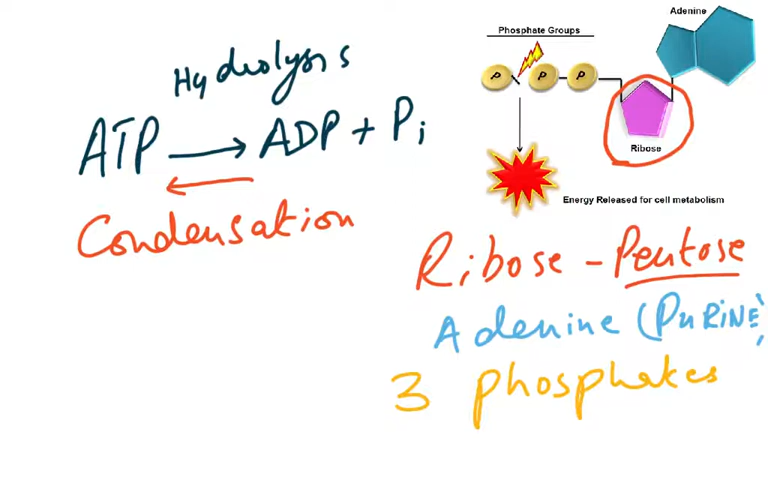 Hydrolysis
ATP → ADP + Pi
Condensation
Phosphate Groups
Adenine
P P P
Ribose
Energy Released for cell metabolism
Ribose - Pentose
Adenine (PuRiNE)
3 phosphates